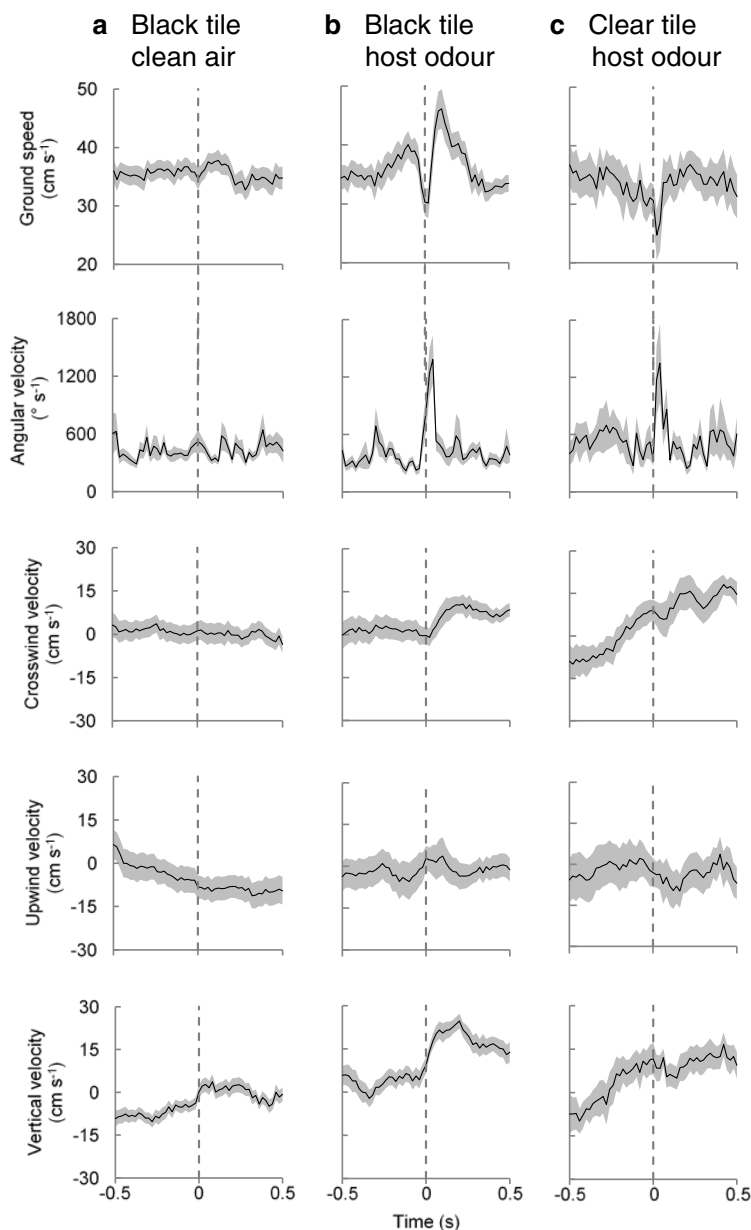 a Black tile clean air
b Black tile host odour
c Clear tile host odour
Ground speed
(cm s⁻¹)
50
40
30
20
Angular velocity
(° s⁻¹)
1800
1200
600
0
Crosswind velocity
(cm s⁻¹)
30
15
0
-15
-30
Upwind velocity
(cm s⁻¹)
30
15
0
-15
-30
Vertical velocity
(cm s⁻¹)
30
15
0
-15
-30
-0.5 0 0.5
-0.5 0 0.5
-0.5 0 0.5
Time (s)